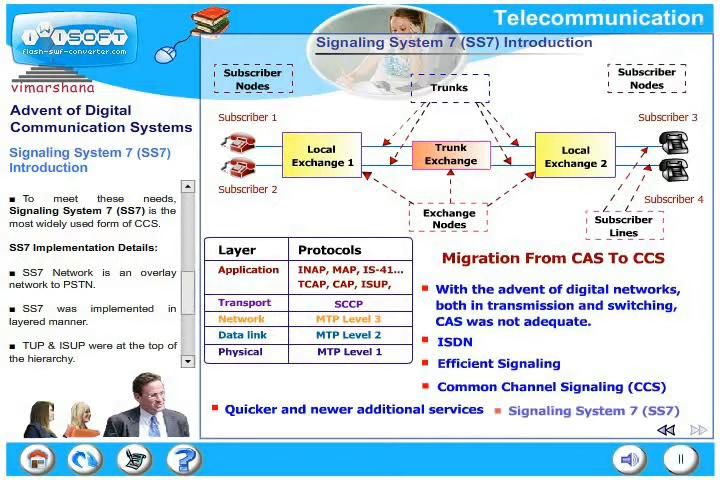 Telecommunication
iWiSOFT
flash-swf-converter.com
vimarshana
Signaling System 7 (SS7) Introduction
Advent of Digital
Communication Systems
Signaling System 7 (SS7)
Introduction
■ To meet these needs,
Signaling System 7 (SS7) is the
most widely used form of CCS.
SS7 Implementation Details:
■ SS7 Network is an overlay
network to PSTN.
■ SS7 was implemented in
layered manner.
■ TUP & ISUP were at the top of
the hierarchy.
Subscriber
Nodes
Trunks
Subscriber
Nodes
Subscriber 1
Subscriber 3
Local
Exchange 1
Trunk
Exchange
Local
Exchange 2
Subscriber 2
Subscriber 4
Exchange
Nodes
Subscriber
Lines
Layer Protocols
Application INAP, MAP, IS-41...
TCAP, CAP, ISUP,
Transport SCCP
Network MTP Level 3
Data link MTP Level 2
Physical MTP Level 1
Migration From CAS To CCS
■ With the advent of digital networks,
both in transmission and switching,
CAS was not adequate.
■ ISDN
■ Efficient Signaling
■ Common Channel Signaling (CCS)
■ Quicker and newer additional services ■ Signaling System 7 (SS7)